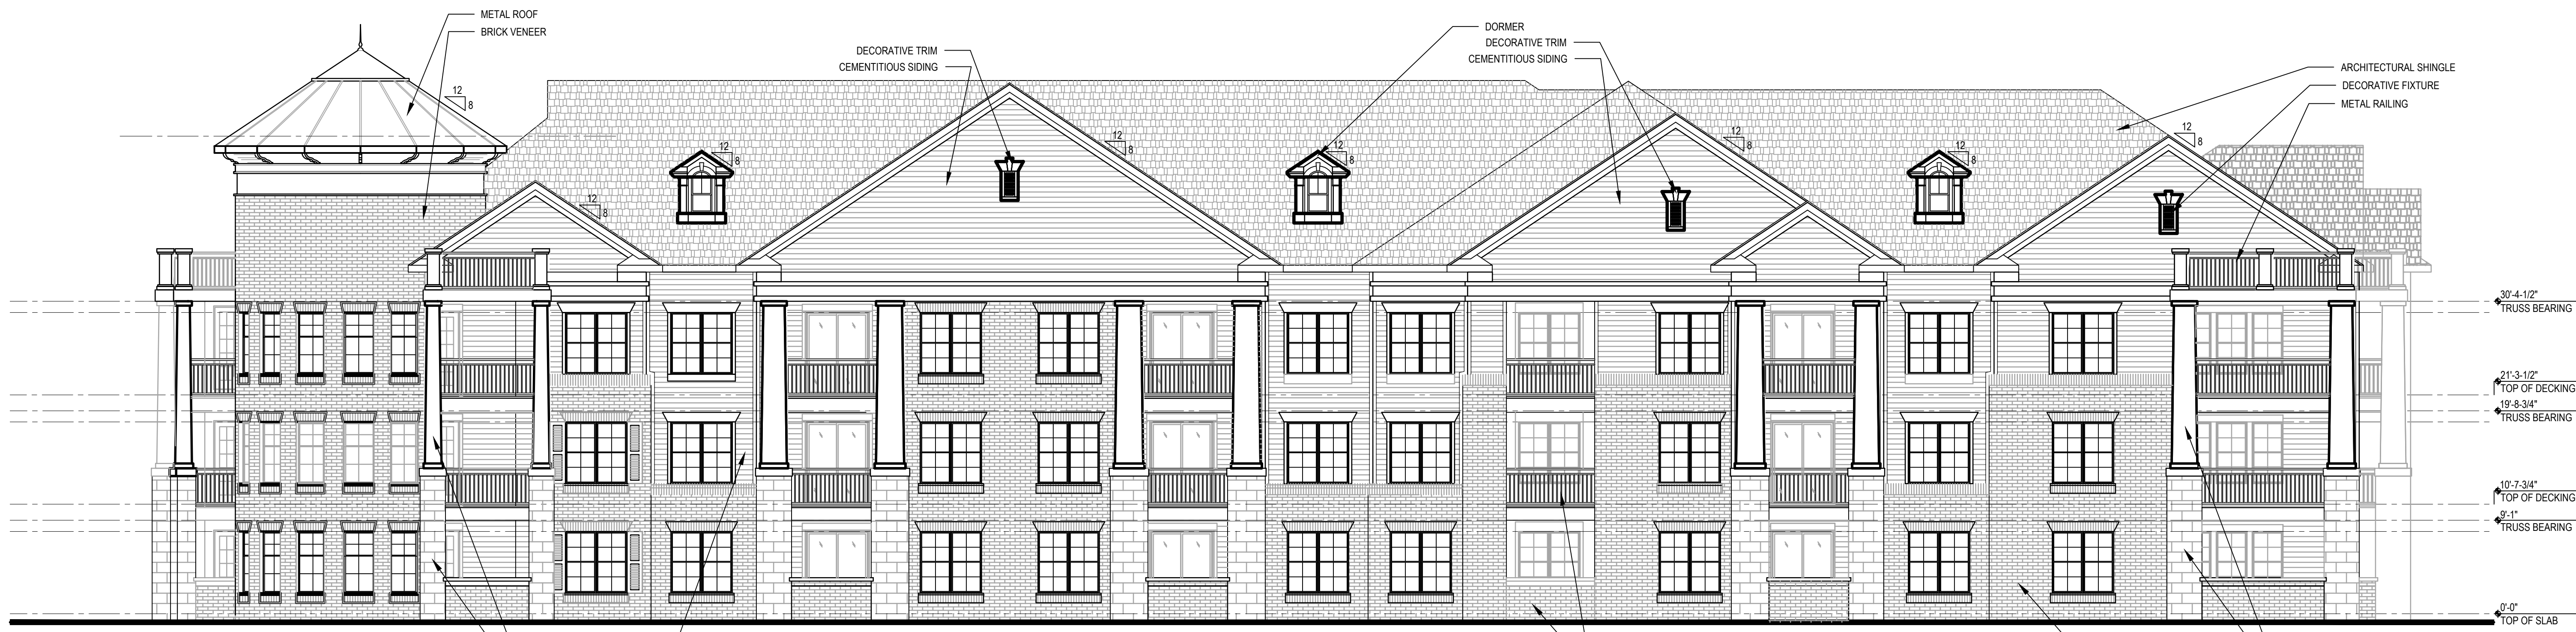 METAL ROOF
BRICK VENEER
12
8
DECORATIVE TRIM
CEMENTITIOUS SIDING
DORMER
DECORATIVE TRIM
CEMENTITIOUS SIDING
ARCHITECTURAL SHINGLE
DECORATIVE FIXTURE
METAL RAILING
12
8
12
8
12
8
12
8
12
8
12
8
12
8
30'-4-1/2"
TRUSS BEARING
21'-3-1/2"
TOP OF DECKING
19'-8-3/4"
TRUSS BEARING
10'-7-3/4"
TOP OF DECKING
9'-1"
TRUSS BEARING
0'-0"
TOP OF SLAB